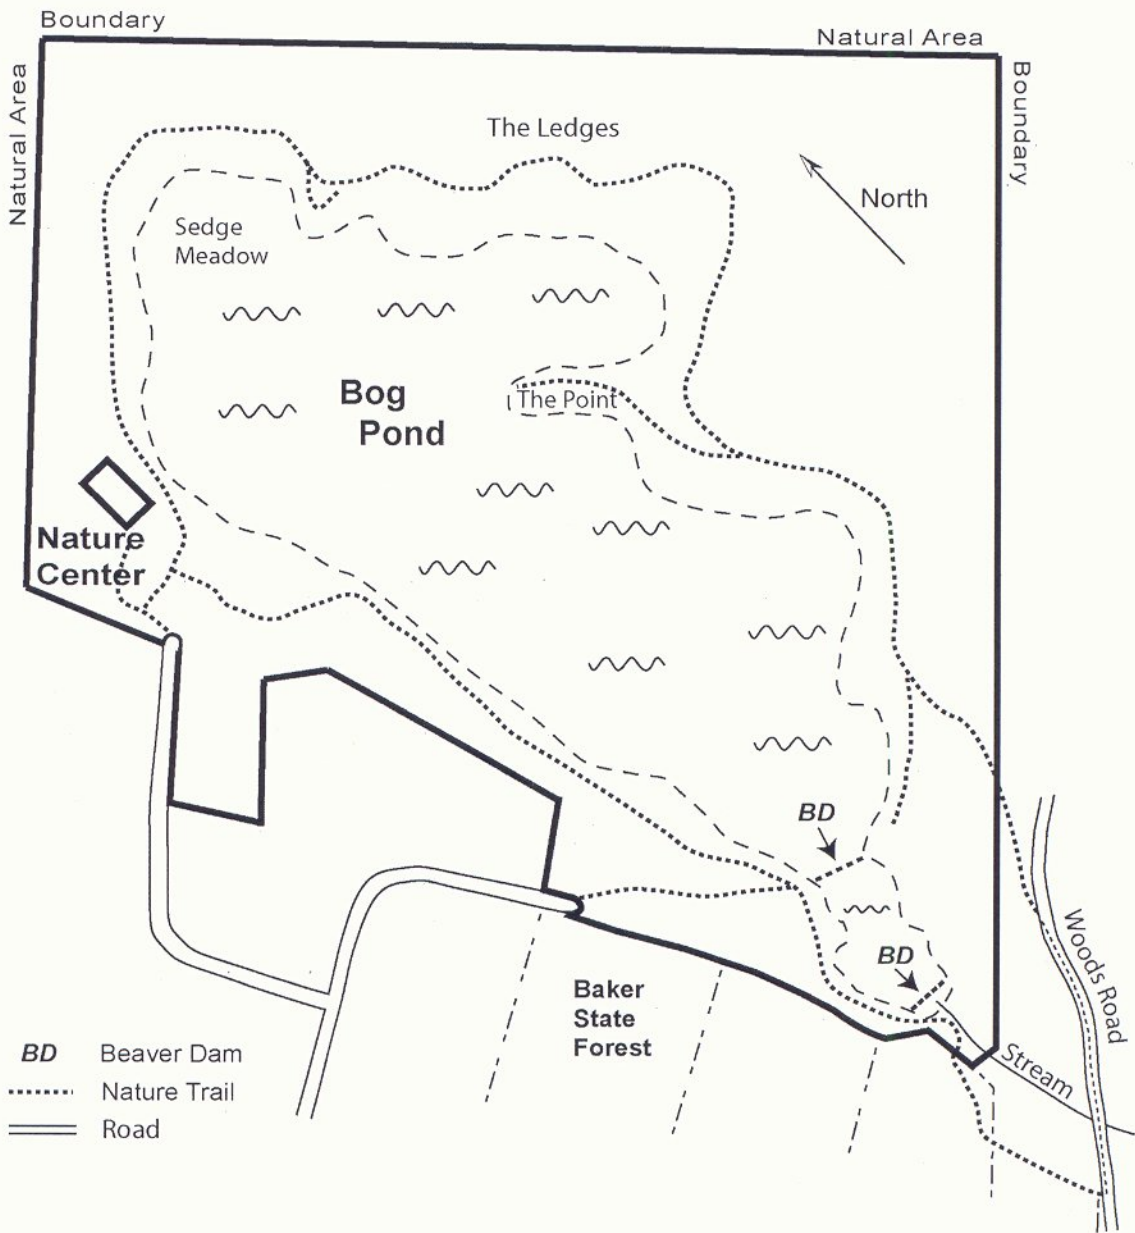 Boundary
Natural Area
Natural Area
Boundary
The Ledges
North
Sedge
Meadow
Bog
Pond
The Point
Nature
Center
BD
BD
Woods Road
Baker
State
Forest
Stream
BD Beaver Dam
Nature Trail
Road